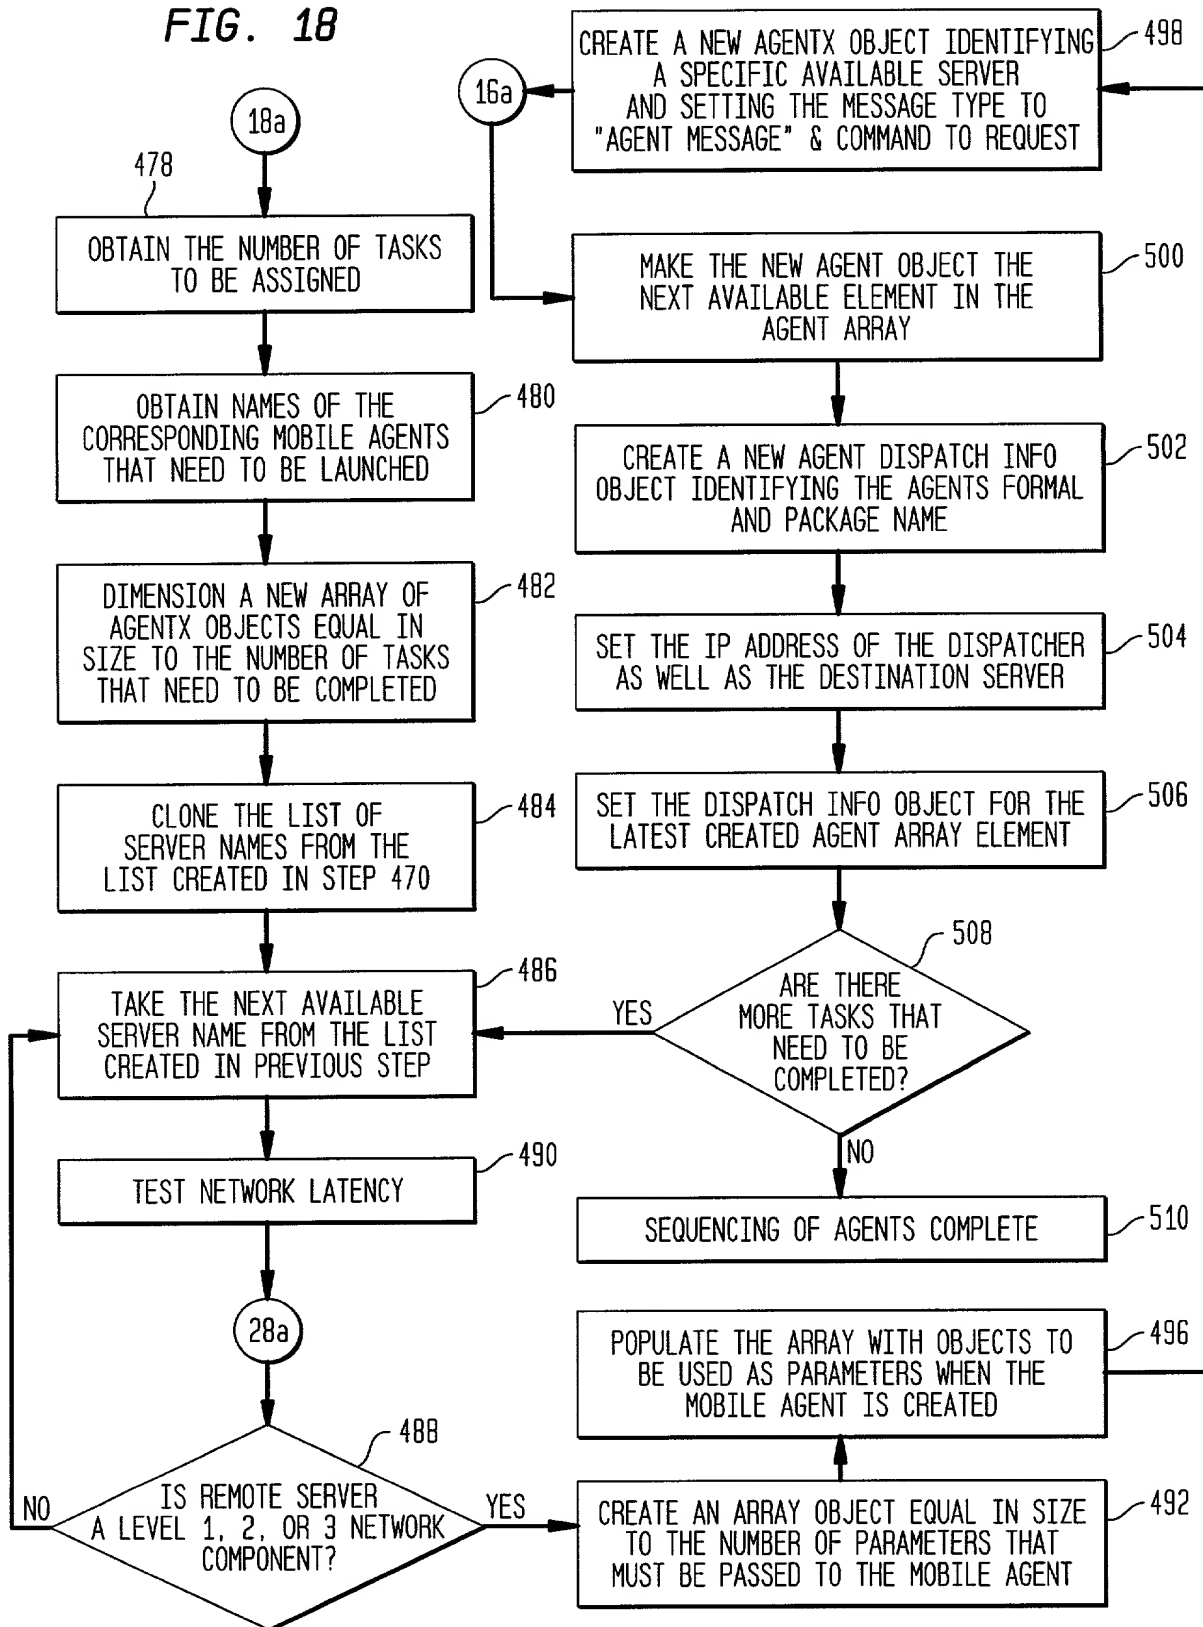 FIG. 18
18a
478
OBTAIN THE NUMBER OF TASKS
TO BE ASSIGNED
480
OBTAIN NAMES OF THE
CORRESPONDING MOBILE AGENTS
THAT NEED TO BE LAUNCHED
482
DIMENSION A NEW ARRAY OF
AGENTX OBJECTS EQUAL IN
SIZE TO THE NUMBER OF TASKS
THAT NEED TO BE COMPLETED
484
CLONE THE LIST OF
SERVER NAMES FROM THE
LIST CREATED IN STEP 470
486
TAKE THE NEXT AVAILABLE
SERVER NAME FROM THE LIST
CREATED IN PREVIOUS STEP
490
TEST NETWORK LATENCY
28a
488
IS REMOTE SERVER
A LEVEL 1, 2, OR 3 NETWORK
COMPONENT?
NO
YES
492
CREATE AN ARRAY OBJECT EQUAL IN SIZE
TO THE NUMBER OF PARAMETERS THAT
MUST BE PASSED TO THE MOBILE AGENT
496
POPULATE THE ARRAY WITH OBJECTS TO
BE USED AS PARAMETERS WHEN THE
MOBILE AGENT IS CREATED
498
CREATE A NEW AGENTX OBJECT IDENTIFYING
A SPECIFIC AVAILABLE SERVER
AND SETTING THE MESSAGE TYPE TO
"AGENT MESSAGE" & COMMAND TO REQUEST
16a
500
MAKE THE NEW AGENT OBJECT THE
NEXT AVAILABLE ELEMENT IN THE
AGENT ARRAY
502
CREATE A NEW AGENT DISPATCH INFO
OBJECT IDENTIFYING THE AGENTS FORMAL
AND PACKAGE NAME
504
SET THE IP ADDRESS OF THE DISPATCHER
AS WELL AS THE DESTINATION SERVER
506
SET THE DISPATCH INFO OBJECT FOR THE
LATEST CREATED AGENT ARRAY ELEMENT
508
ARE THERE
MORE TASKS THAT
NEED TO BE
COMPLETED?
YES
NO
510
SEQUENCING OF AGENTS COMPLETE